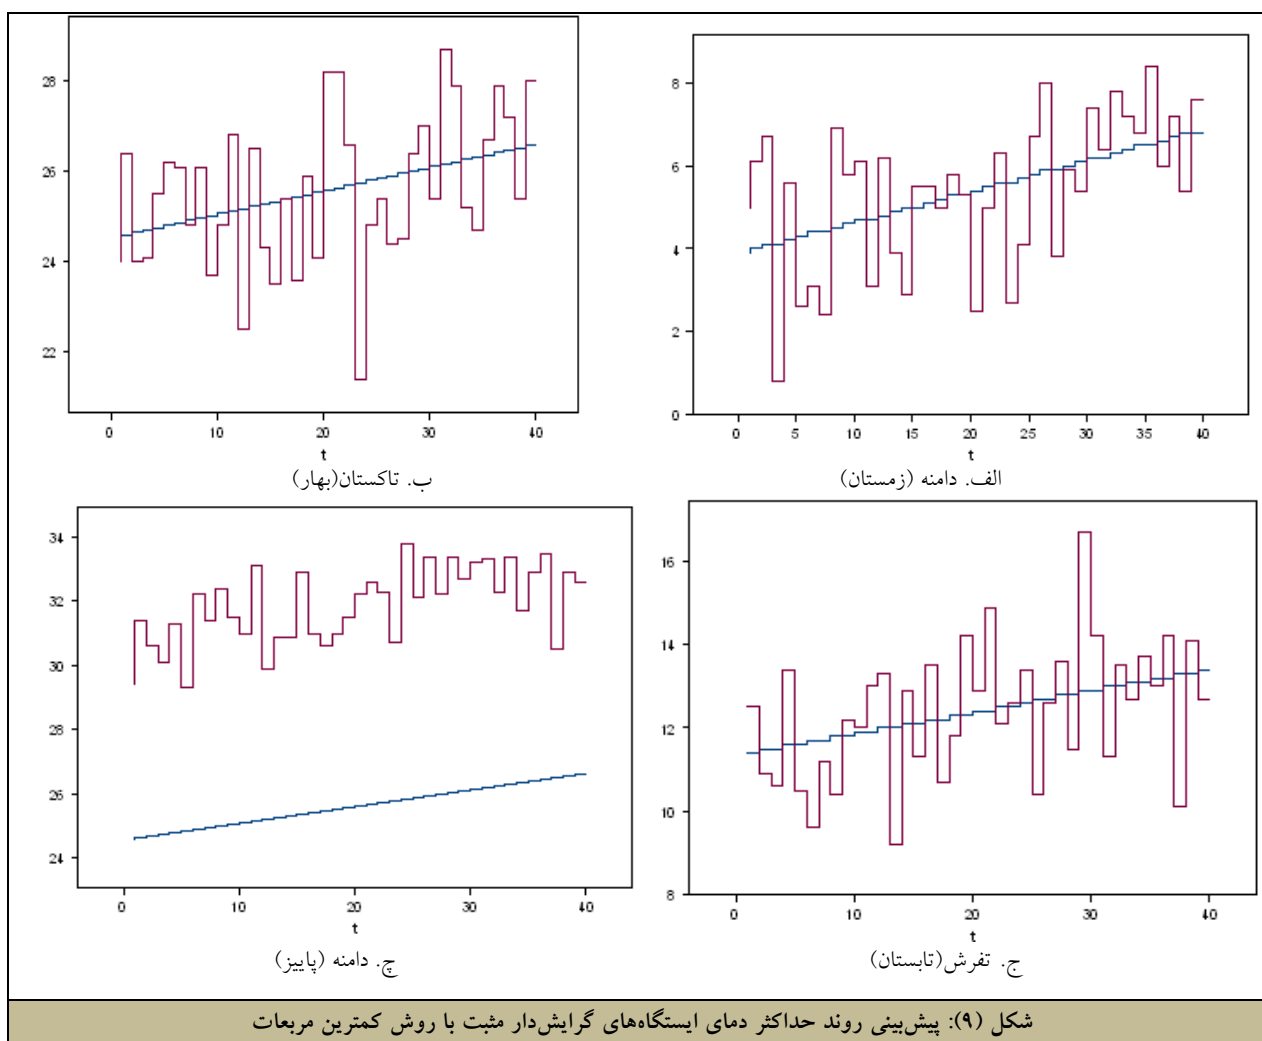 28
26
24
22
0 10 20 30 40
t
ب. تاکستان(بهار)
8
6
4
2
0
0 5 10 15 20 25 30 35 40
t
الف. دامنه (زمستان)
34
32
30
28
26
24
0 10 20 30 40
t
چ. دامنه (پاییز)
16
14
12
10
8
0 10 20 30 40
t
ج. تفرش(تابستان)
شکل (۹): پیش‌بینی روند حداکثر دمای ایستگاه‌های گرایش‌دار مثبت با روش کمترین مربعات